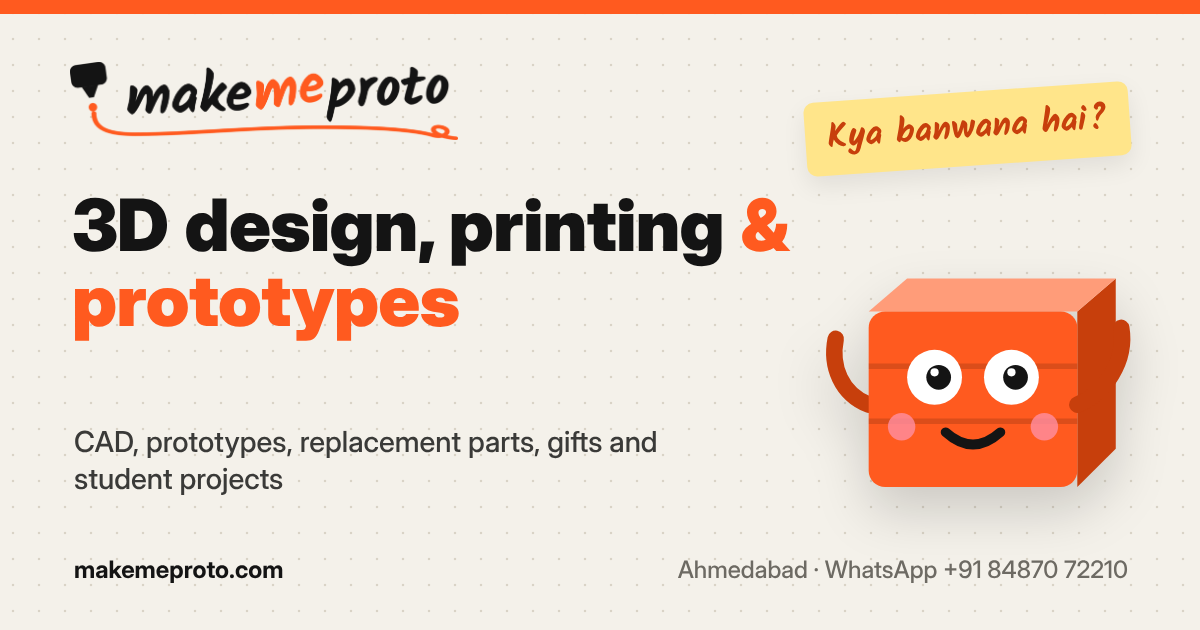 makemeproto
Kya banwana hai?
3D design, printing &
prototypes
CAD, prototypes, replacement parts, gifts and
student projects
makemeproto.com
Ahmedabad · WhatsApp +91 84870 72210